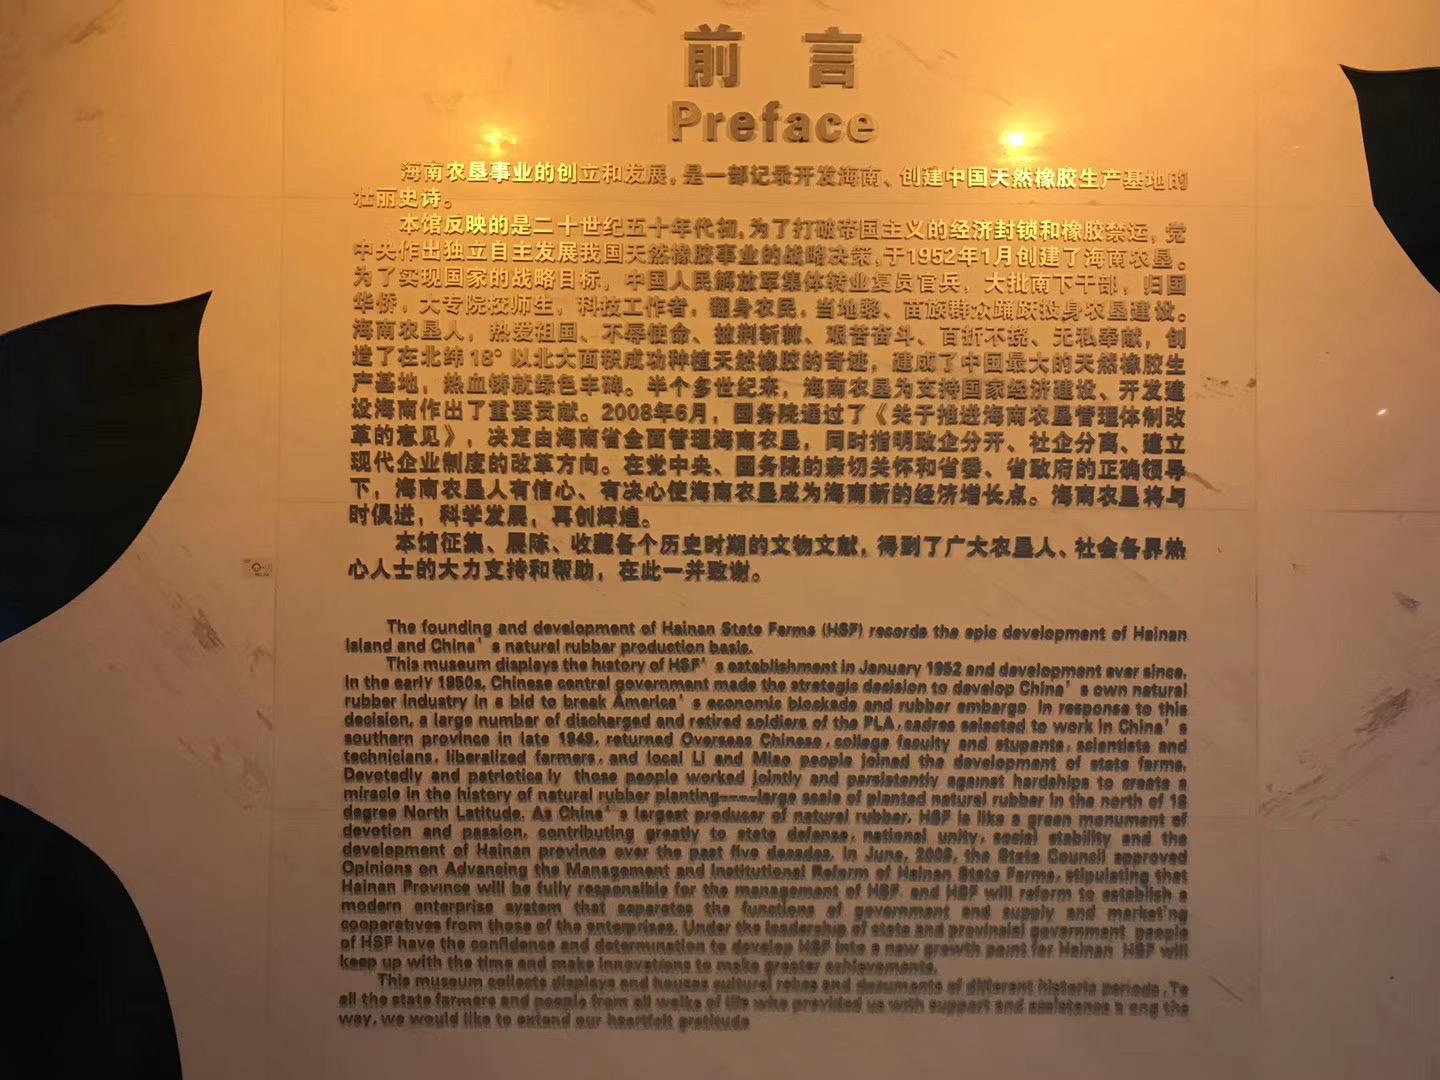 前言
Preface
海南农垦事业的创立和发展，是一部记录开发海南、创建中国天然橡胶生产基地的
壮丽史诗。
本馆反映的是二十世纪五十年代初，为了打破帝国主义的经济封锁和橡胶禁运，党
中央作出独立自主发展我国天然橡胶事业的战略决策，于1952年1月创建了海南农垦。
为了实现国家的战略目标，中国人民解放军集体转业复员官兵，大批南下干部，归国
华侨，大专院校师生，科技工作者，翻身农民，当地黎、苗族群众踊跃投身农垦建设。
海南农垦人，热爱祖国、不辱使命、披荆斩棘、艰苦奋斗、百折不挠、无私奉献，创
造了在北纬18°以北大面积成功种植天然橡胶的奇迹，建成了中国最大的天然橡胶生
产基地，热血铸就绿色丰碑。半个多世纪来，海南农垦为支持国家经济建设、开发建
设海南作出了重要贡献。2008年6月，国务院通过了《关于推进海南农垦管理体制改
革的意见》，决定由海南省全面管理海南农垦，同时指明政企分开、社企分离、建立
现代企业制度的改革方向。在党中央、国务院的亲切关怀和省委、省政府的正确领导
下，海南农垦人有信心、有决心使海南农垦成为海南新的经济增长点。海南农垦将与
时俱进，科学发展，再创辉煌。
本馆征集、展陈、收藏各个历史时期的文物文献，得到了广大农垦人、社会各界热
心人士的大力支持和帮助，在此一并致谢。
The founding and development of Hainan State Farms (HSF) records the epic development of Hainan
Island and China's natural rubber production basis.
This museum displays the history of HSF's establishment in January 1952 and development ever since.
In the early 1950s, Chinese central government made the strategic decision to develop China's own natural
rubber industry in a bid to break America's economic blockade and rubber embargo. In response to this
decision, a large number of discharged and retired soldiers of the PLA, cadres selected to work in China's
southern province in late 1949, returned Overseas Chinese, college faculty and stupents, scientists and
technicians, liberalized farmers, and local Li and Miao people joined the development of state farms.
Devotedly and patriotica ly those people worked jointly and persistently against hardships to create a
miracle in the history of natural rubber planting----large scale of planted natural rubber in the north of 18
degree North Latitude. As China's largest producer of natural rubber, HSF is like a green monument of
devotion and passion, contributing greatly to state defense, national unity, social stability and the
development of Hainan province over the past five decades. In June, 2008, the State Council approved
Opinions on Advancing the Management and Institutional Reform of Hainan State Farms, stipulating that
Hainan Province will be fully responsible for the management of HSF. and HSF will reform to establish a
modern enterprise system that separates the functions of government and supply and marketing
cooperatives from those of the enterprises. Under the leadership of state and provincial government people
of HSF have the confidence and determination to develop HSF into a new growth point for Hainan. HSF will
keep up with the time and make innovations to make greater achievements.
This museum collects displays and houses cultural relics and documents of different historic periods. To
all the state farmers and people from all walks of life who provided us with support and assistance a ong the
way, we would like to extend our heartfelt gratitude